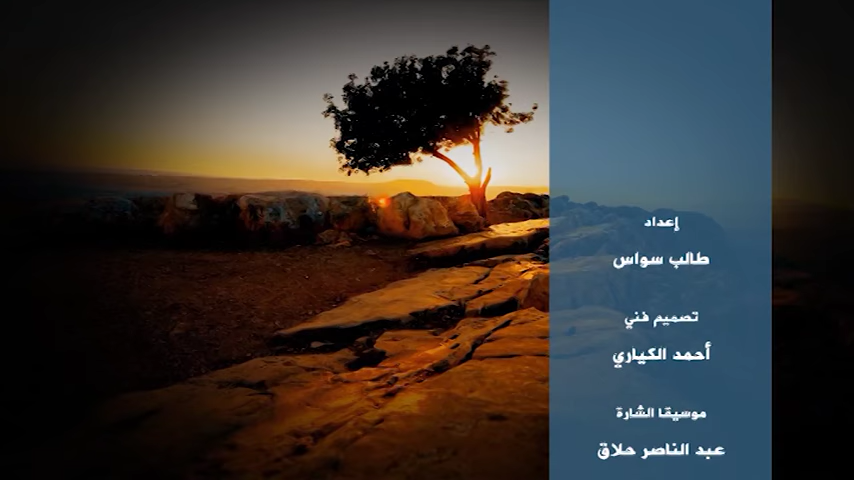 إعداد
طالب سواس
تصميم فني
أحمد الكياري
موسيقا الشارة
عبد الناصر حلاق